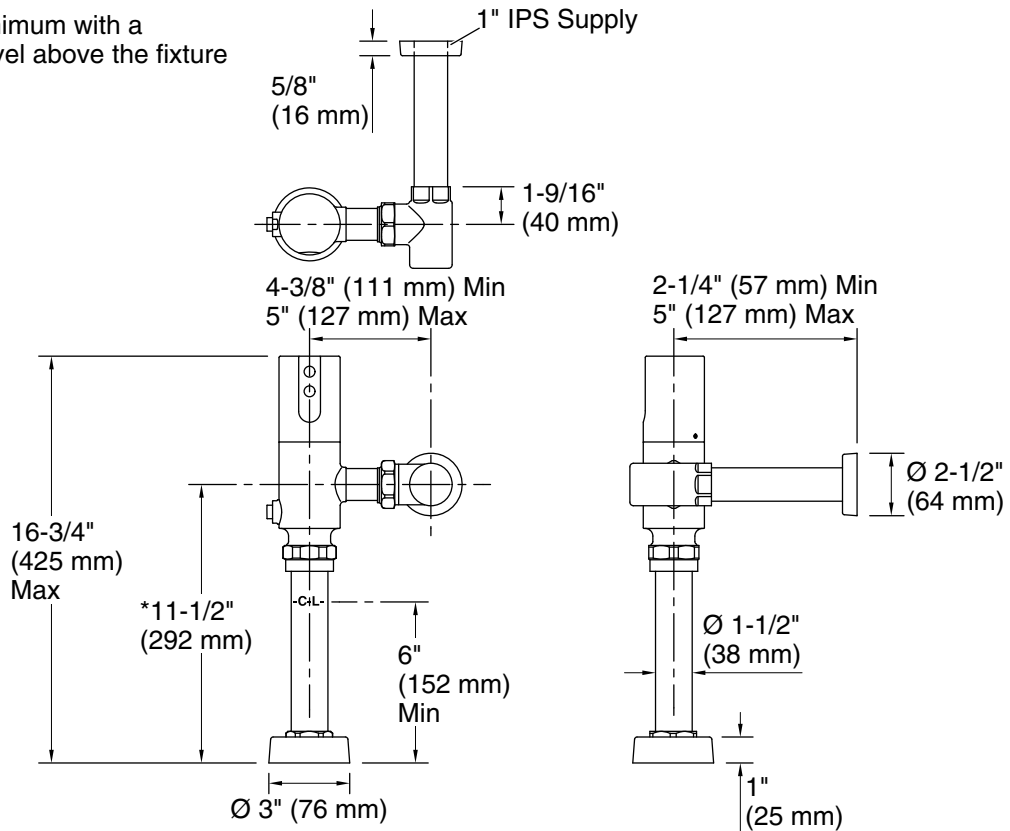 nimum with a
vel above the fixture
1" IPS Supply
5/8"
(16 mm)
1-9/16"
(40 mm)
4-3/8" (111 mm) Min
5" (127 mm) Max
2-1/4" (57 mm) Min
5" (127 mm) Max
Ø 2-1/2"
(64 mm)
16-3/4"
(425 mm)
Max
*11-1/2"
(292 mm)
-C+L-
6"
(152 mm)
Min
Ø 1-1/2"
(38 mm)
Ø 3" (76 mm)
1"
(25 mm)